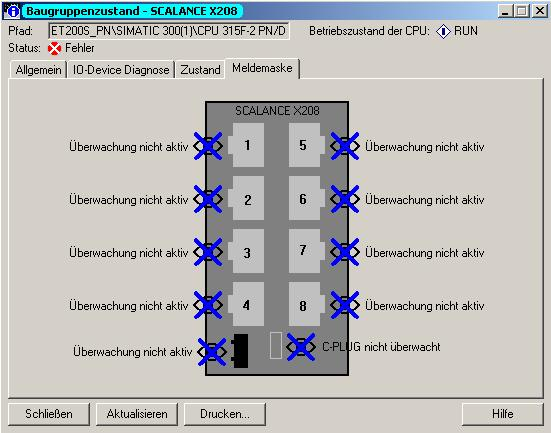 Baugruppenzustand - SCALANCE X208
Pfad: ET200S_PN\SIMATIC 300(1)\CPU 315F-2 PN/D Betriebszustand der CPU: RUN
Status: Fehler
Allgemein IO-Device Diagnose Zustand Meldemaske
SCALANCE X208
Überwachung nicht aktiv 1 5 Überwachung nicht aktiv
Überwachung nicht aktiv 2 6 Überwachung nicht aktiv
Überwachung nicht aktiv 3 7 Überwachung nicht aktiv
Überwachung nicht aktiv 4 8 Überwachung nicht aktiv
Überwachung nicht aktiv C-PLUG nicht überwacht
Schließen Aktualisieren Drucken... Hilfe